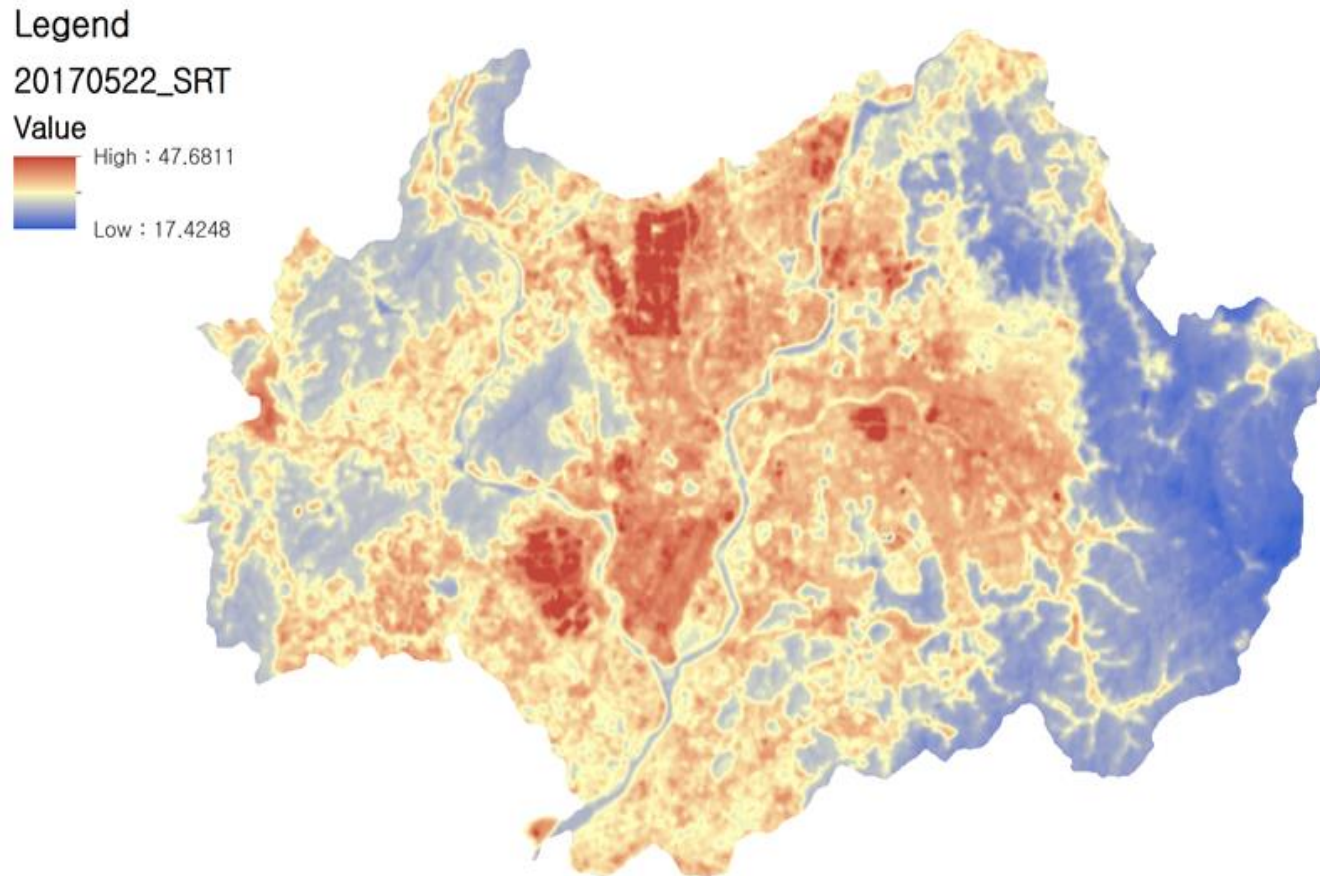 Legend
20170522_SRT
Value
High : 47.6811
Low : 17.4248